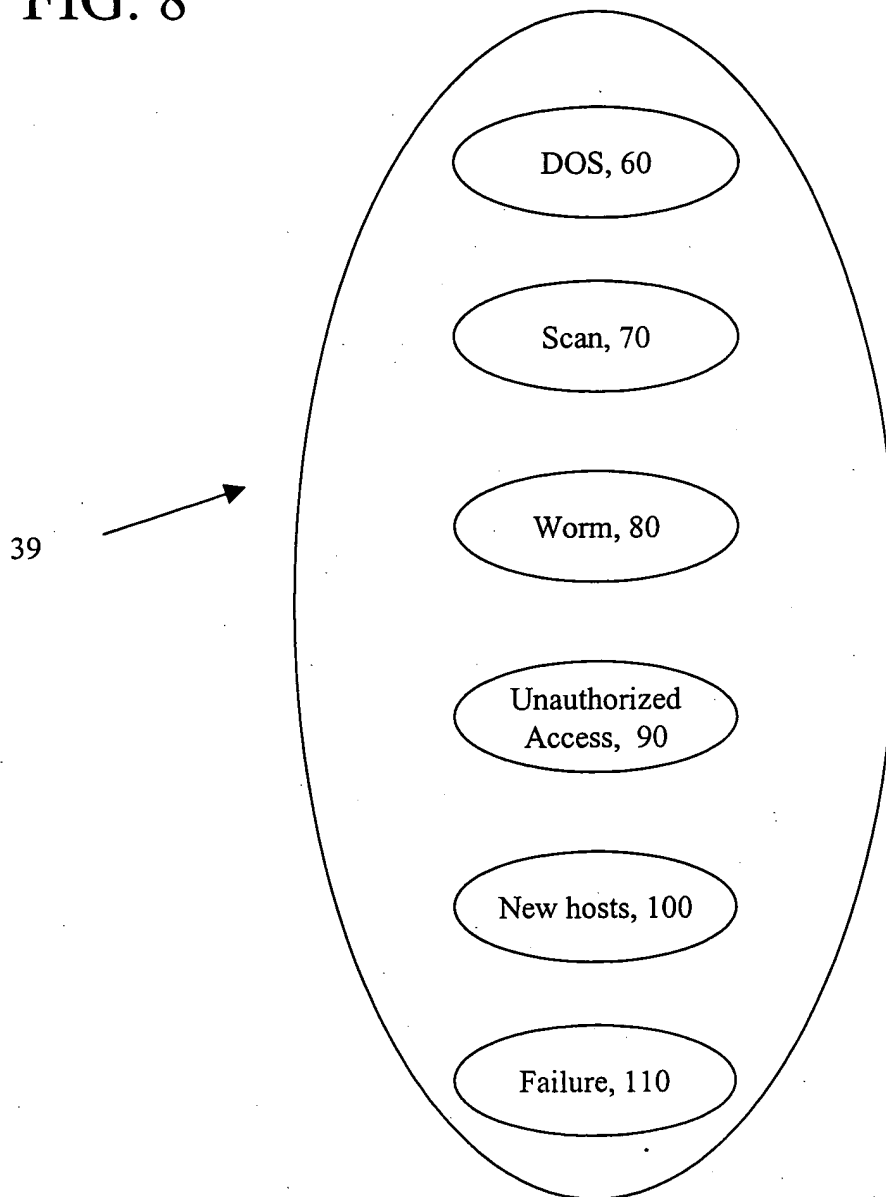 FIG. 8
DOS, 60
Scan, 70
39
Worm, 80
Unauthorized
Access, 90
New hosts, 100
Failure, 110